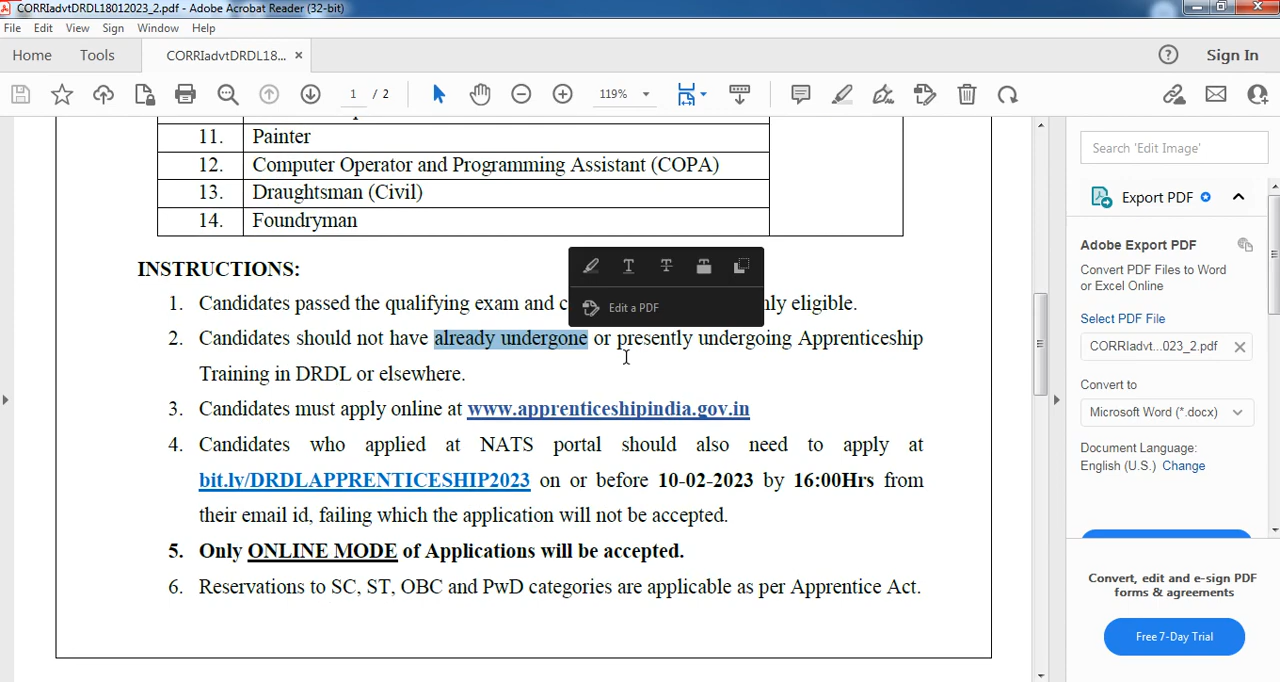 CORRIadvtDRDL18012023_2.pdf - Adobe Acrobat Reader (32-bit)
File Edit View Sign Window Help
Home Tools CORRIadvtDRDL18... × Sign In
1 / 2 119%
11. Painter
12. Computer Operator and Programming Assistant (COPA)
13. Draughtsman (Civil)
14. Foundryman
INSTRUCTIONS:
1. Candidates passed the qualifying exam and eligible.
2. Candidates should not have already undergone or presently undergoing Apprenticeship
Training in DRDL or elsewhere.
3. Candidates must apply online at www.apprenticeshipindia.gov.in
4. Candidates who applied at NATS portal should also need to apply at
bit.ly/DRDLAPPRENTICESHIP2023 on or before 10-02-2023 by 16:00Hrs from
their email id, failing which the application will not be accepted.
5. Only ONLINE MODE of Applications will be accepted.
6. Reservations to SC, ST, OBC and PwD categories are applicable as per Apprentice Act.
Edit a PDF
Search 'Edit Image'
Export PDF
Adobe Export PDF
Convert PDF Files to Word
or Excel Online
Select PDF File
CORRIadvt...023_2.pdf
Convert to
Microsoft Word (*.docx)
Document Language:
English (U.S.) Change
Convert, edit and e-sign PDF
forms & agreements
Free 7-Day Trial